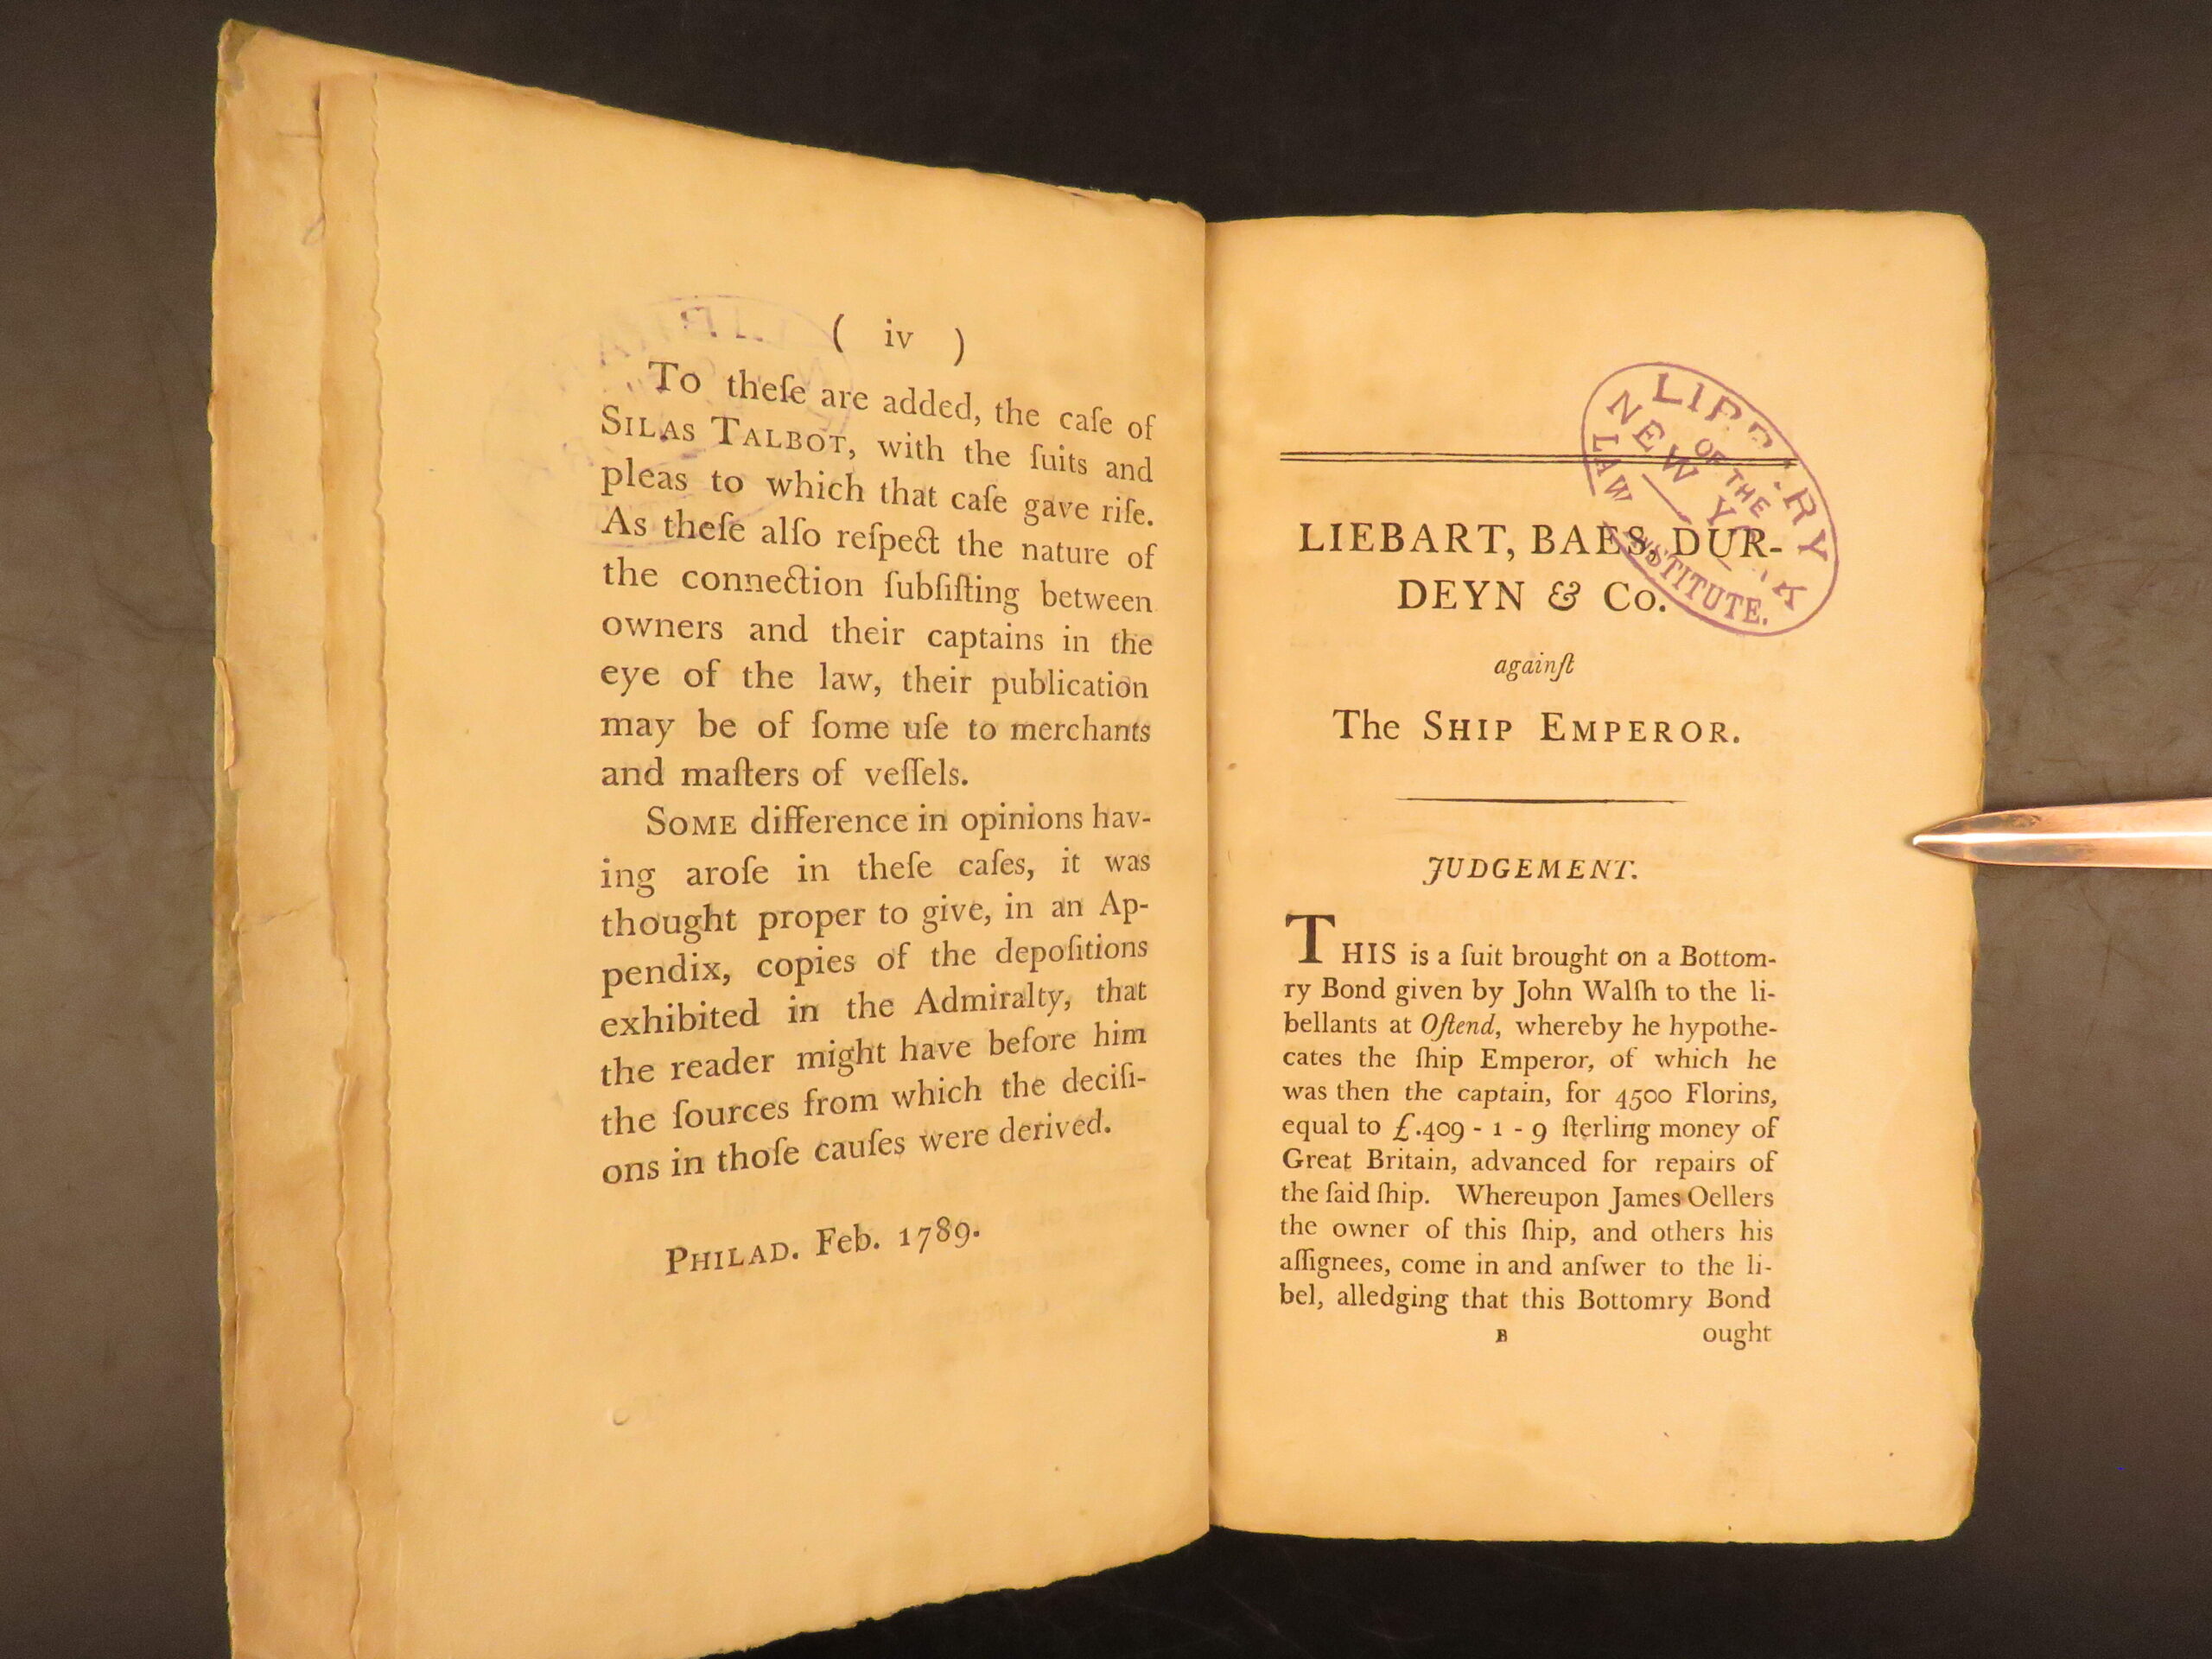 ( iv )
To theſe are added, the caſe of
SILAS TALBOT, with the ſuits and
pleas to which that caſe gave riſe.
As theſe alſo reſpect the nature of
the connection ſubſiſting between
owners and their captains in the
eye of the law, their publication
may be of ſome uſe to merchants
and maſters of veſſels.
SOME difference in opinions hav-
ing aroſe in theſe caſes, it was
thought proper to give, in an Ap-
pendix, copies of the depoſitions
exhibited in the Admiralty, that
the reader might have before him
the ſources from which the deciſi-
ons in thoſe cauſes were derived.
PHILAD. Feb. 1789.
LIBRARY
OF THE
NEW YORK
LAW INSTITUTE.
LIEBART, BAES, DUR-
DEYN & Co.
againſt
The SHIP EMPEROR.
JUDGEMENT.
THIS is a ſuit brought on a Bottom-
ry Bond given by John Walſh to the li-
bellants at Oſtend, whereby he hypothe-
cates the ſhip Emperor, of which he
was then the captain, for 4500 Florins,
equal to £.409 - 1 - 9 ſterling money of
Great Britain, advanced for repairs of
the ſaid ſhip. Whereupon James Oellers
the owner of this ſhip, and others his
aſſignees, come in and anſwer to the li-
bel, alledging that this Bottomry Bond
B ought